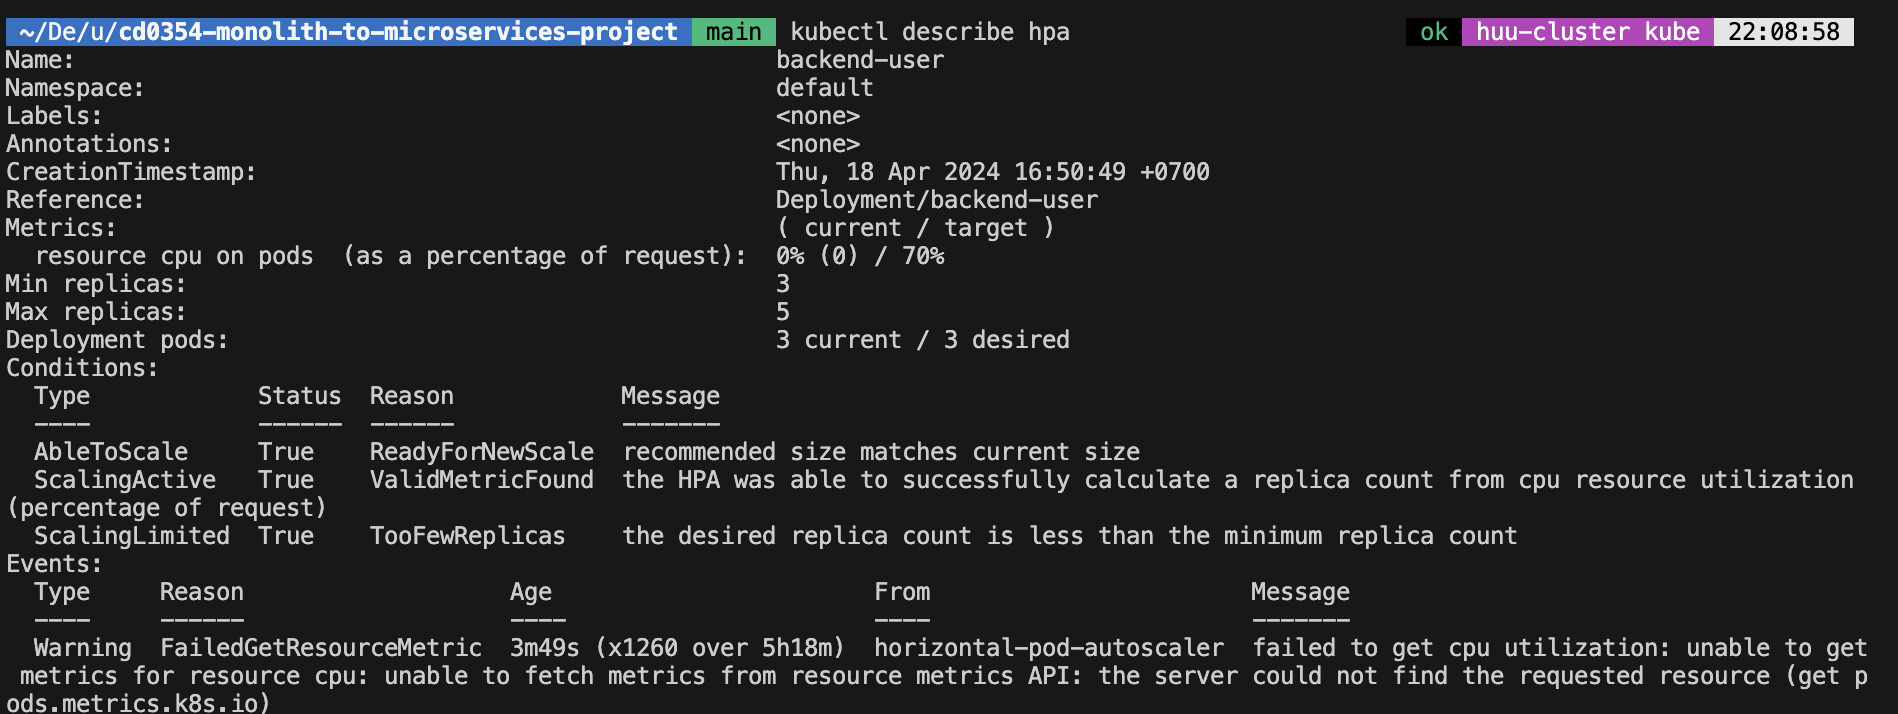 ~/De/u/cd0354-monolith-to-microservices-project main kubectl describe hpa ok huu-cluster kube 22:08:58
Name: backend-user
Namespace: default
Labels: <none>
Annotations: <none>
CreationTimestamp: Thu, 18 Apr 2024 16:50:49 +0700
Reference: Deployment/backend-user
Metrics: ( current / target )
resource cpu on pods (as a percentage of request): 0% (0) / 70%
Min replicas: 3
Max replicas: 5
Deployment pods: 3 current / 3 desired
Conditions:
Type Status Reason Message
---- ------ ------ -------
AbleToScale True ReadyForNewScale recommended size matches current size
ScalingActive True ValidMetricFound the HPA was able to successfully calculate a replica count from cpu resource utilization
(percentage of request)
ScalingLimited True TooFewReplicas the desired replica count is less than the minimum replica count
Events:
Type Reason Age From Message
---- ------ ---- ---- -------
Warning FailedGetResourceMetric 3m49s (x1260 over 5h18m) horizontal-pod-autoscaler failed to get cpu utilization: unable to get
metrics for resource cpu: unable to fetch metrics from resource metrics API: the server could not find the requested resource (get p
ods.metrics.k8s.io)